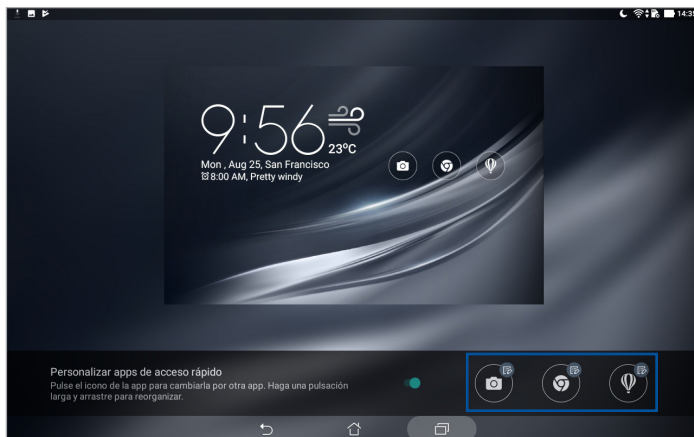 14:35
9:56
23°C
Mon , Aug 25, San Francisco
8:00 AM, Pretty windy
Personalizar apps de acceso rápido
Pulse el icono de la app para cambiarla por otra app. Haga una pulsación
larga y arrastre para reorganizar.